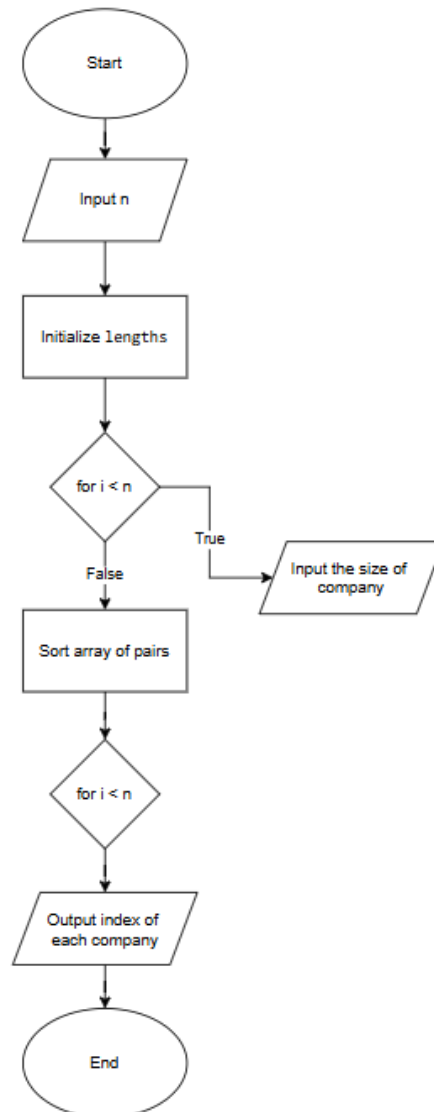 Start
Input n
Initialize lengths
for i < n
True
Input the size of
company
False
Sort array of pairs
for i < n
Output index of
each company
End